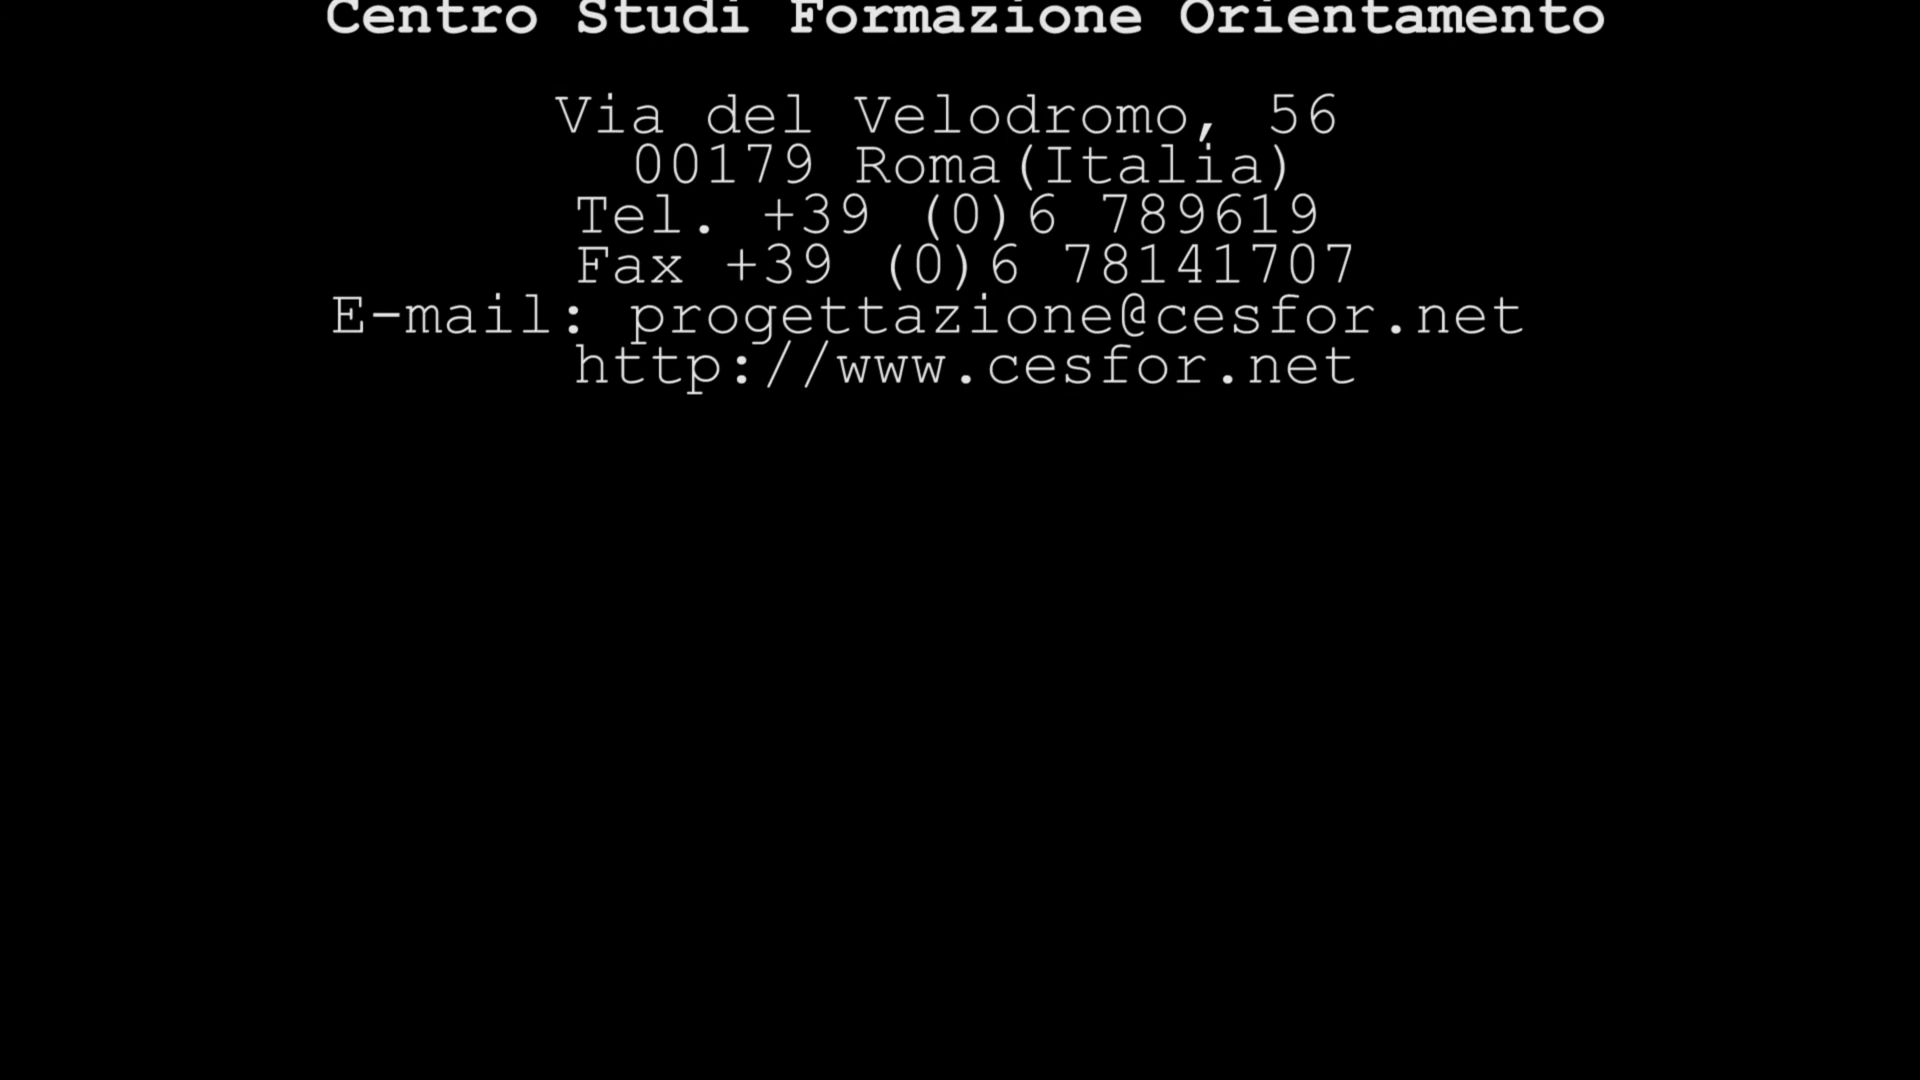 Centro Studi Formazione Orientamento
Via del Velodromo, 56
00179 Roma(Italia)
Tel. +39 (0)6 789619
Fax +39 (0)6 78141707
E-mail: progettazione@cesfor.net
http://www.cesfor.net